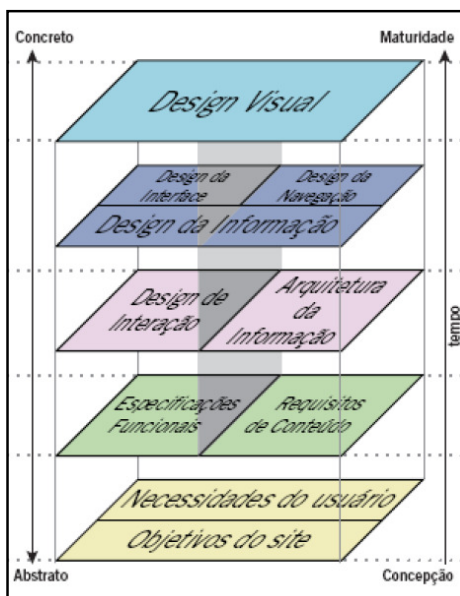 Concreto
Maturidade
Design Visual
Design da
Interface
Design da
Navegação
Design da Informação
Design de
Interação
Arquitetura
da
Informação
tempo
Especificações
Funcionais
Requisitos
de Conteúdo
Necessidades do usuário
Objetivos do site
Abstrato
Concepção